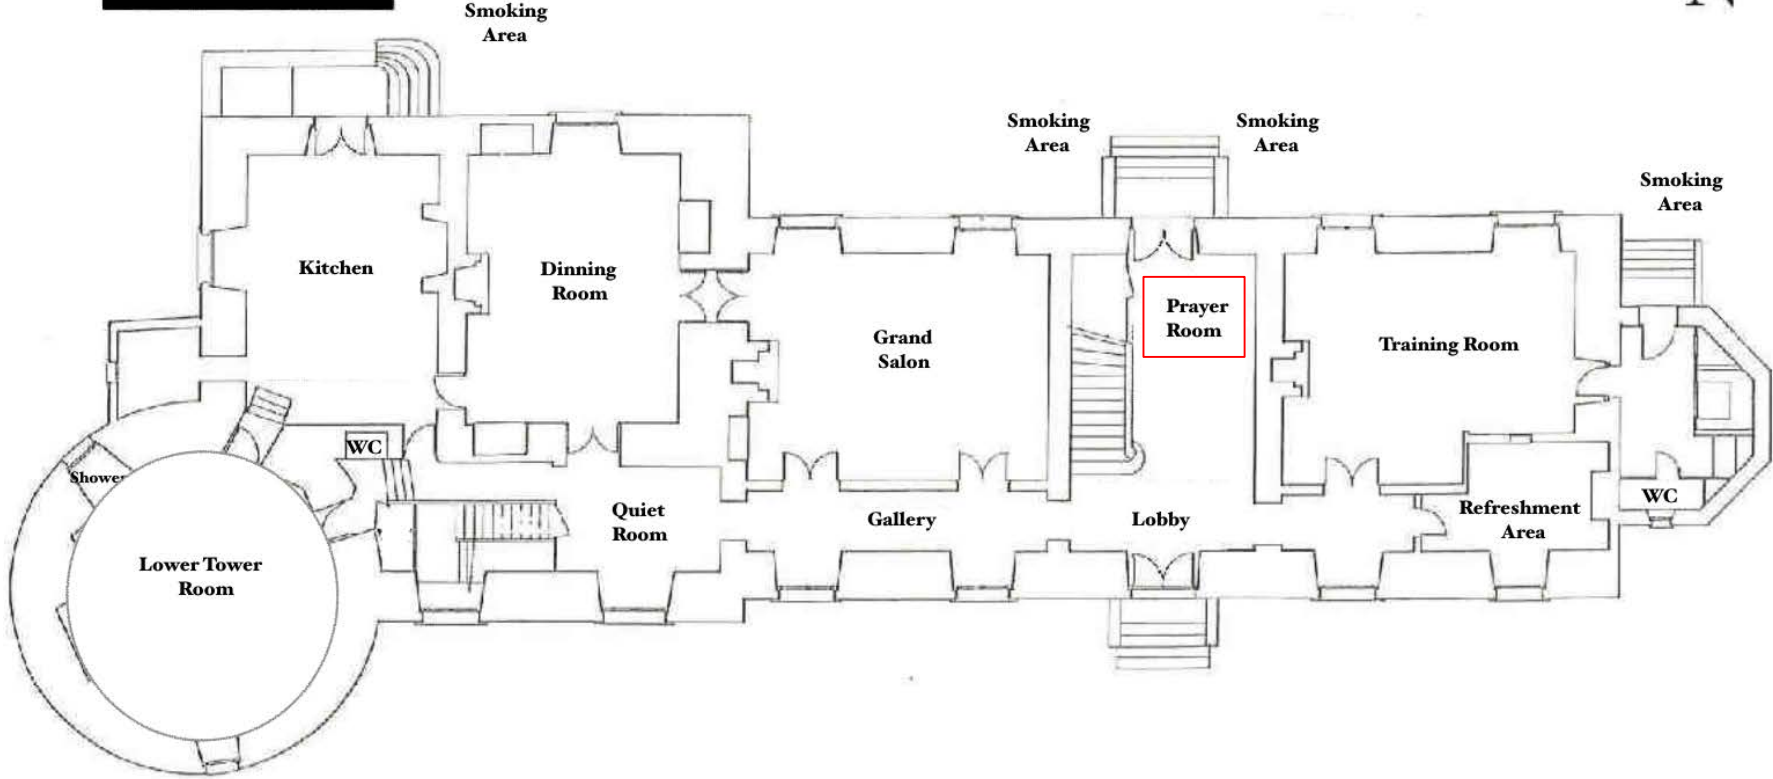 Smoking
Area
Smoking
Area
Smoking
Area
Smoking
Area
Kitchen
Dinning
Room
Grand
Salon
Prayer
Room
Training Room
WC
Shower
Quiet
Room
Gallery
Lobby
Refreshment
Area
WC
Lower Tower
Room